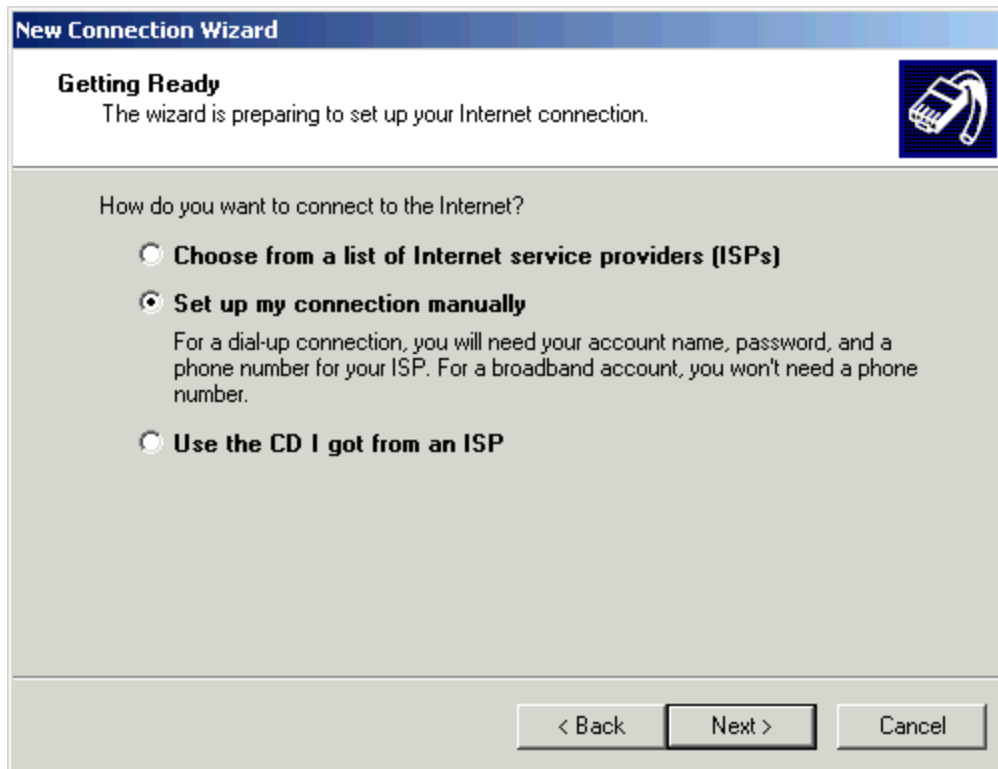 New Connection Wizard
Getting Ready
The wizard is preparing to set up your Internet connection.
How do you want to connect to the Internet?
Choose from a list of Internet service providers (ISPs)
Set up my connection manually
For a dial-up connection, you will need your account name, password, and a
phone number for your ISP. For a broadband account, you won't need a phone
number.
Use the CD I got from an ISP
< Back
Next >
Cancel